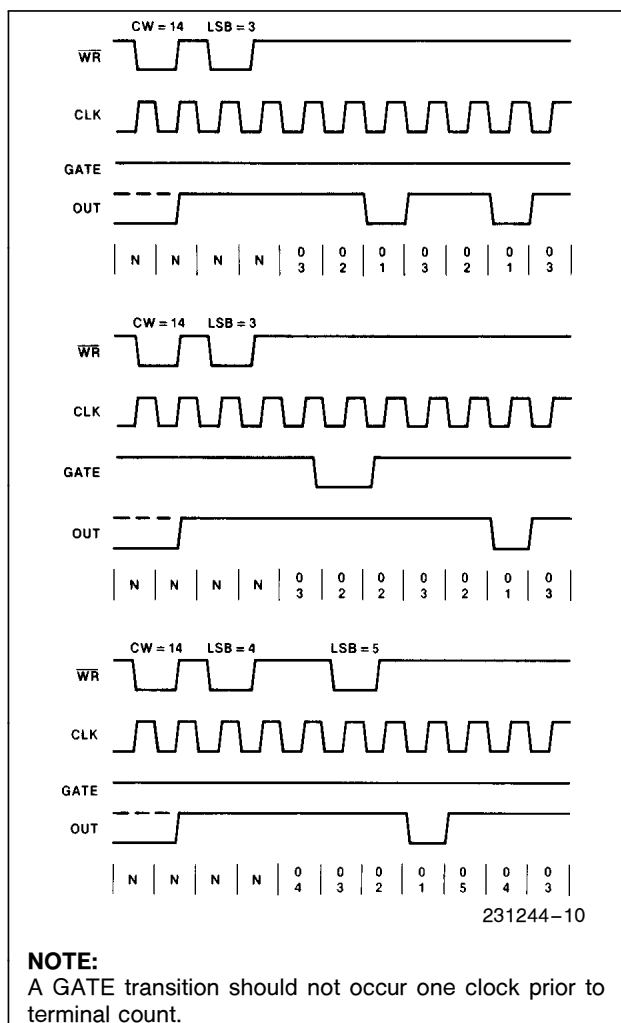 CW = 14 LSB = 3
WR
CLK
GATE
OUT
N N N N 0 0 0 0 0 0 0
3 2 1 3 2 1 3
CW = 14 LSB = 3
WR
CLK
GATE
OUT
N N N N 0 0 0 0 0 0 0
3 2 2 3 2 1 3
CW = 14 LSB = 4 LSB = 5
WR
CLK
GATE
OUT
N N N N 0 0 0 0 0 0 0
4 3 2 1 5 4 3
231244–10
NOTE:
A GATE transition should not occur one clock prior to
terminal count.